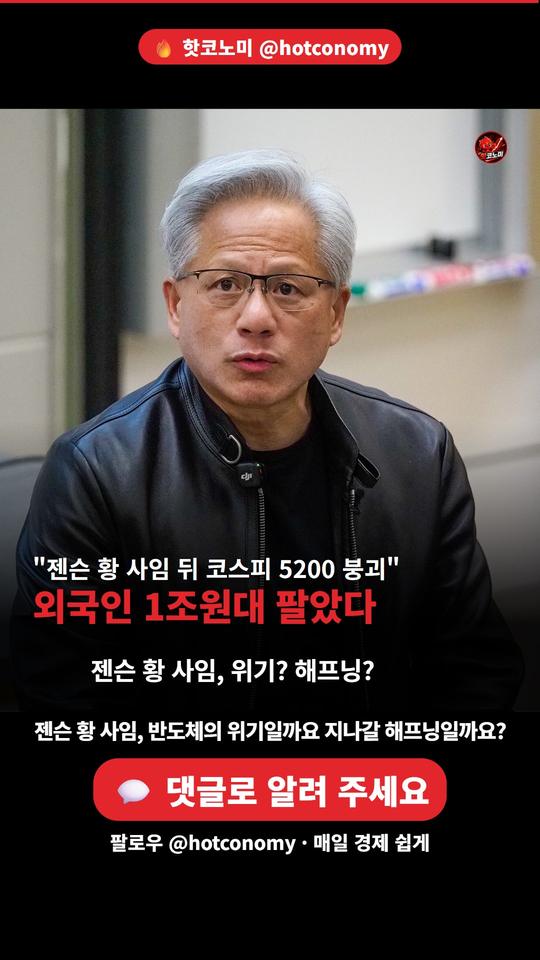 🔥 핫코노미 @hotconomy
코노미
dji
"젠슨 황 사임 뒤 코스피 5200 붕괴"
외국인 1조원대 팔았다
젠슨 황 사임, 위기? 해프닝?
젠슨 황 사임, 반도체의 위기일까요 지나갈 해프닝일까요?
💬 댓글로 알려 주세요
팔로우 @hotconomy · 매일 경제 쉽게